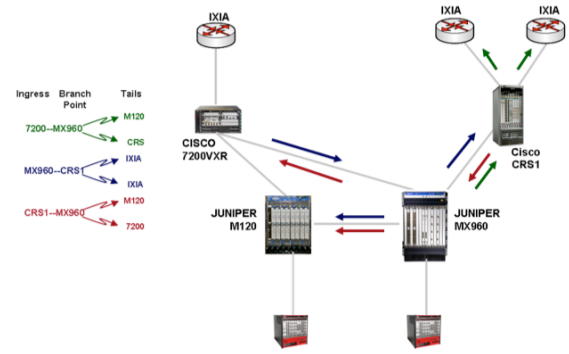 IXIA
IXIA
IXIA
Ingress Branch Point Tails
7200--MX960
M120
CRS
MX960--CRS1
IXIA
IXIA
CRS1--MX960
M120
7200
CISCO
7200VXR
Cisco
CRS1
JUNIPER
M120
JUNIPER
MX960